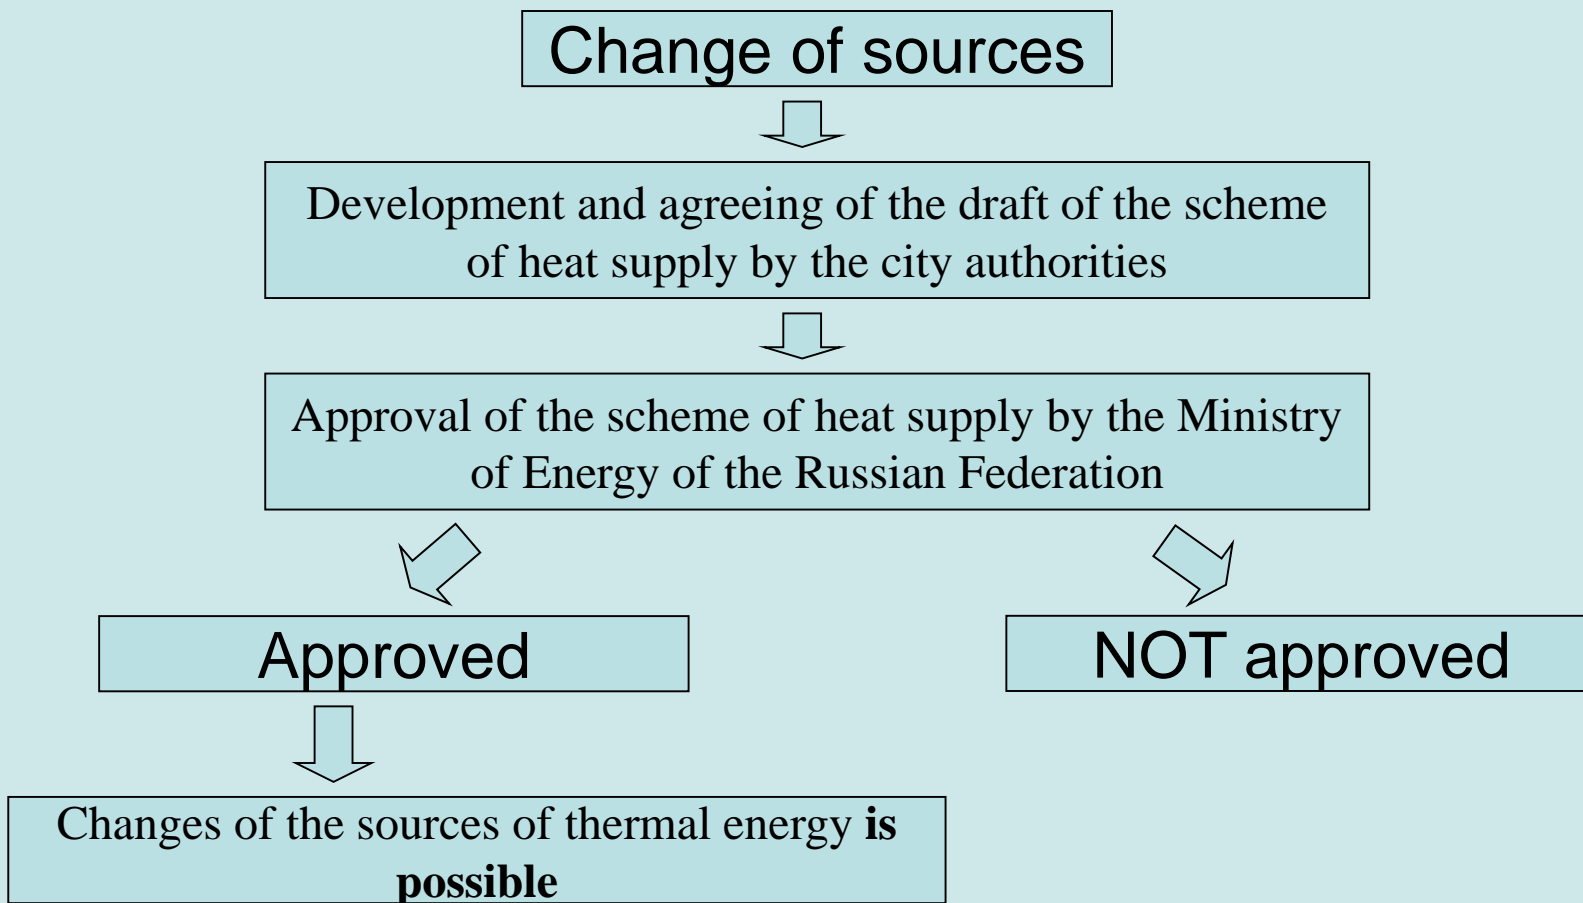 Change of sources
Development and agreeing of the draft of the scheme
of heat supply by the city authorities
Approval of the scheme of heat supply by the Ministry
of Energy of the Russian Federation
Approved
NOT approved
Changes of the sources of thermal energy is
possible